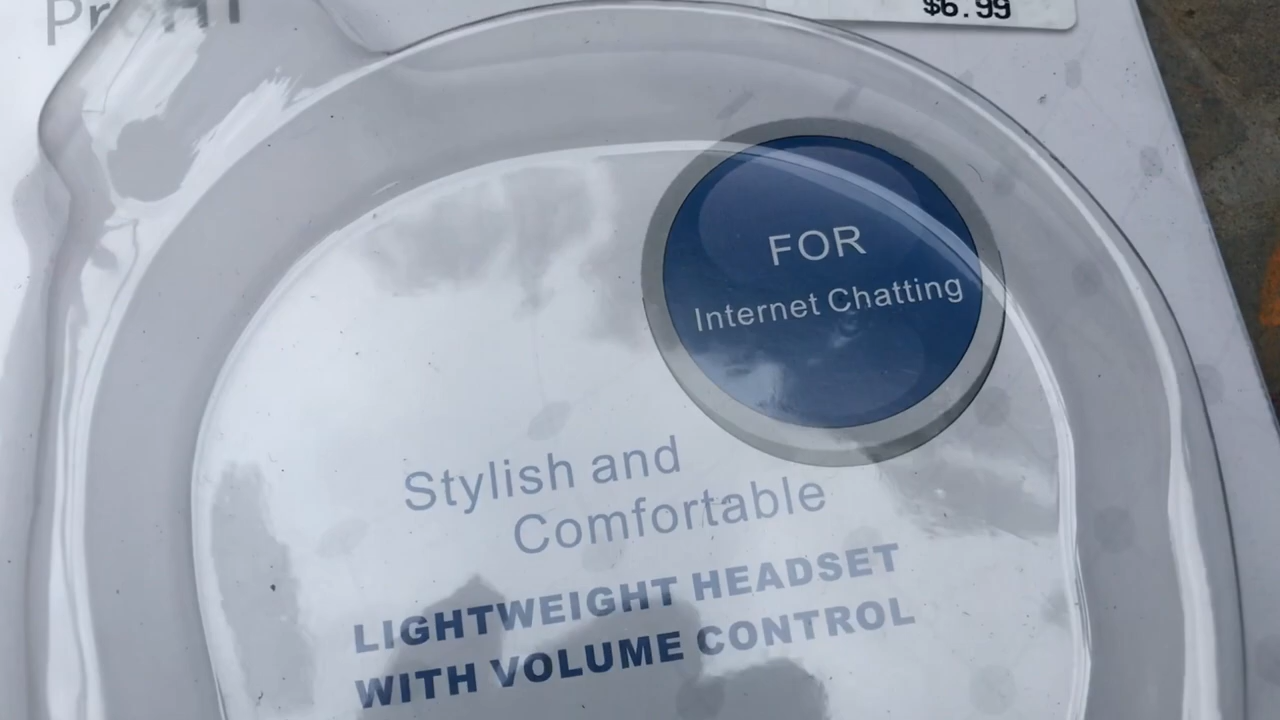 $6.99
FOR
Internet Chatting
Stylish and
Comfortable
LIGHTWEIGHT HEADSET
WITH VOLUME CONTROL